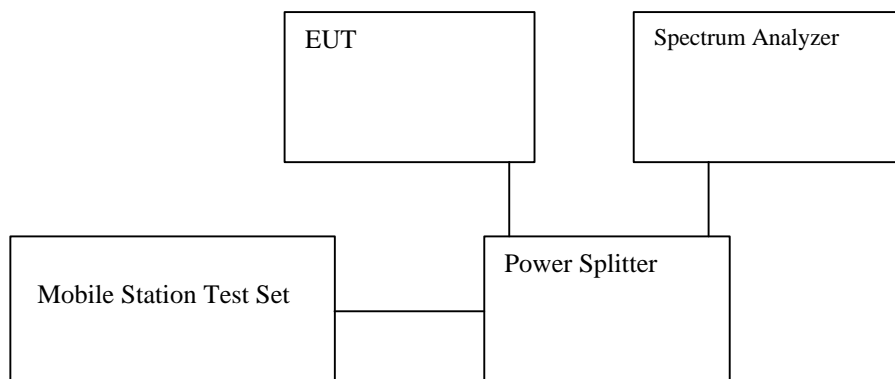 EUT
Spectrum Analyzer
Mobile Station Test Set
Power Splitter